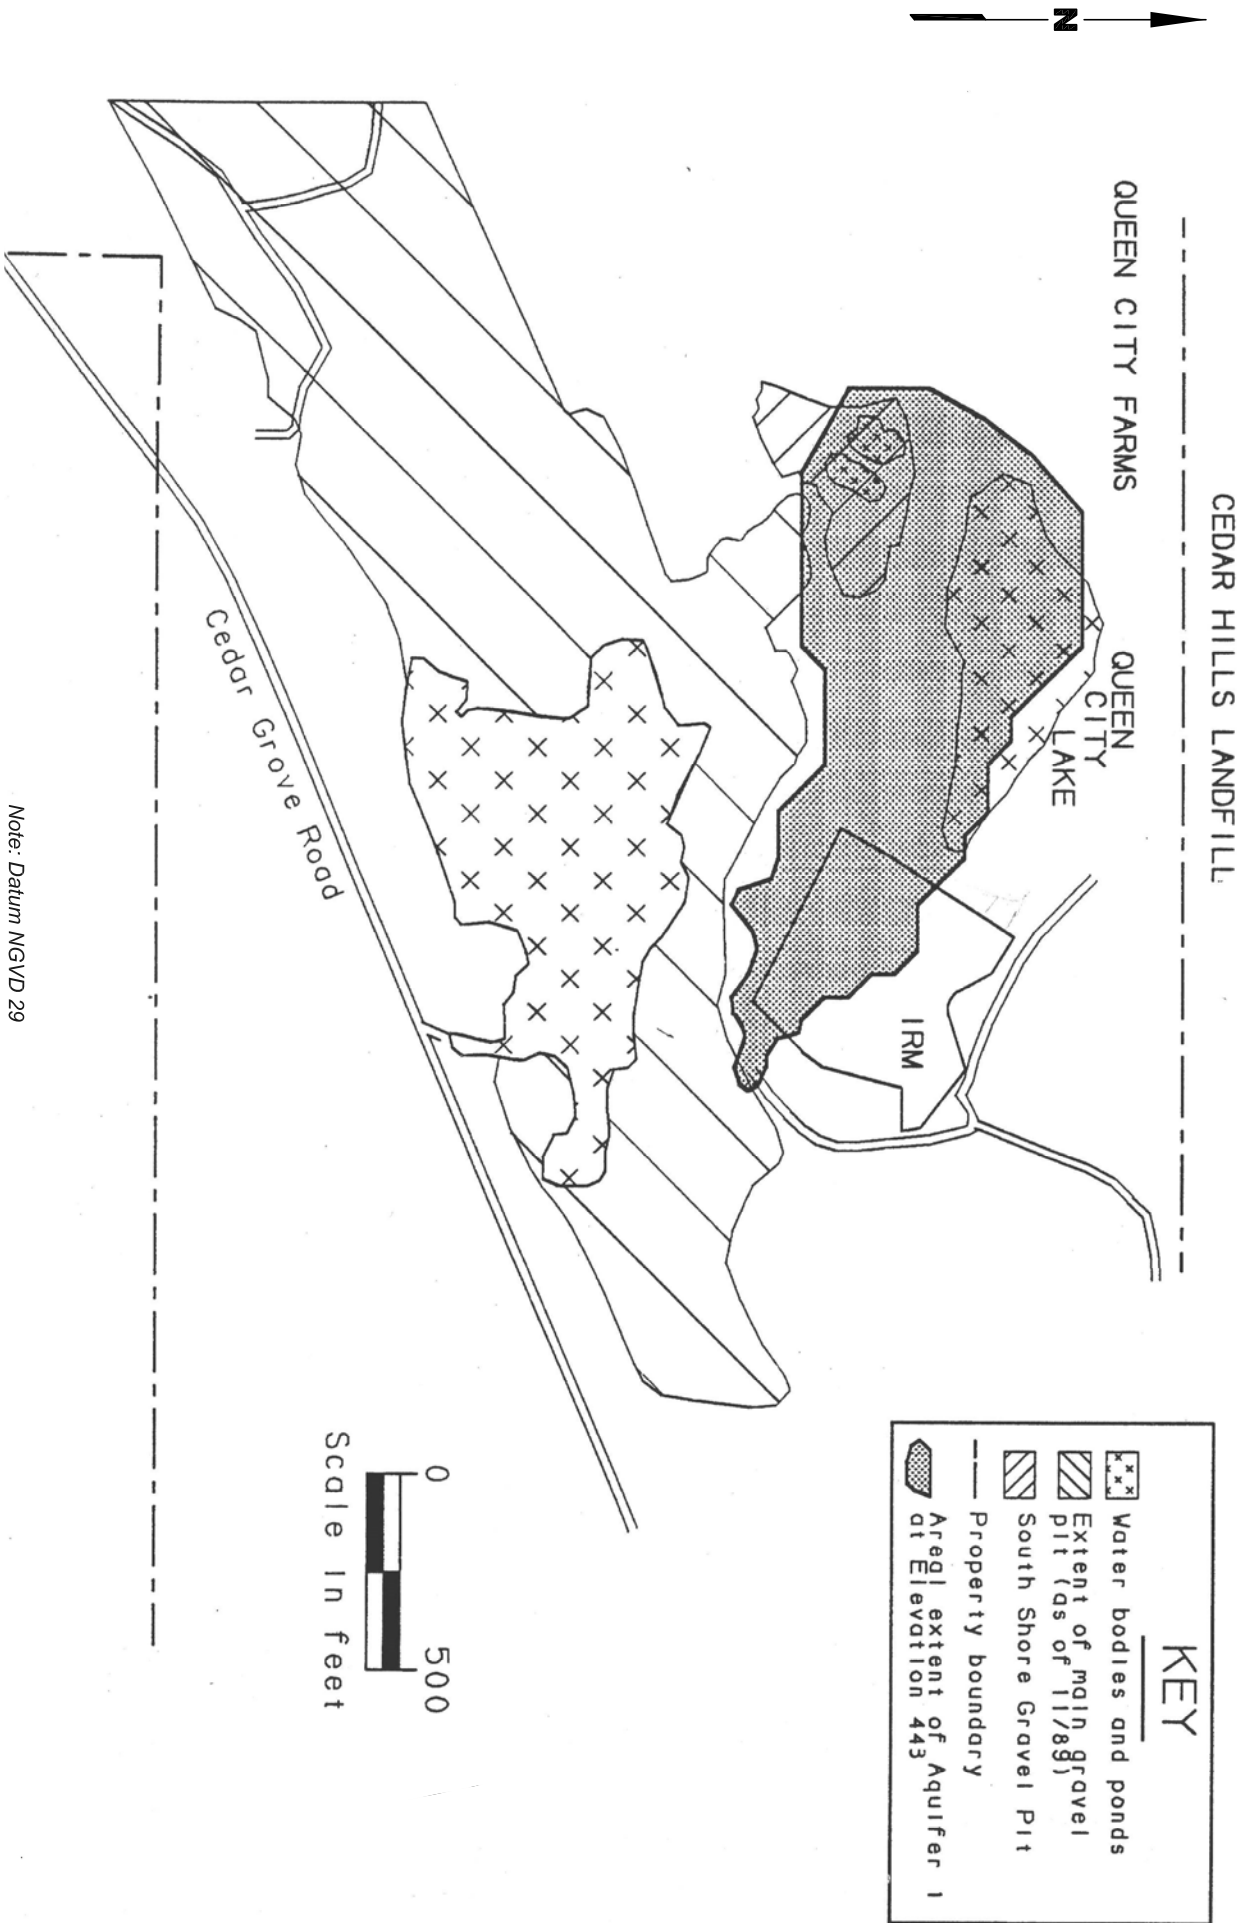 N
CEDAR HILLS LANDFILL
QUEEN CITY FARMS
QUEEN
CITY
LAKE
IRM
Cedar Grove Road
KEY
Water bodies and ponds
Extent of main gravel
pit (as of 11/89)
South Shore Gravel Pit
Property boundary
Areal extent of Aquifer 1
at Elevation 443
0 500
Scale in feet
Note: Datum NGVD 29